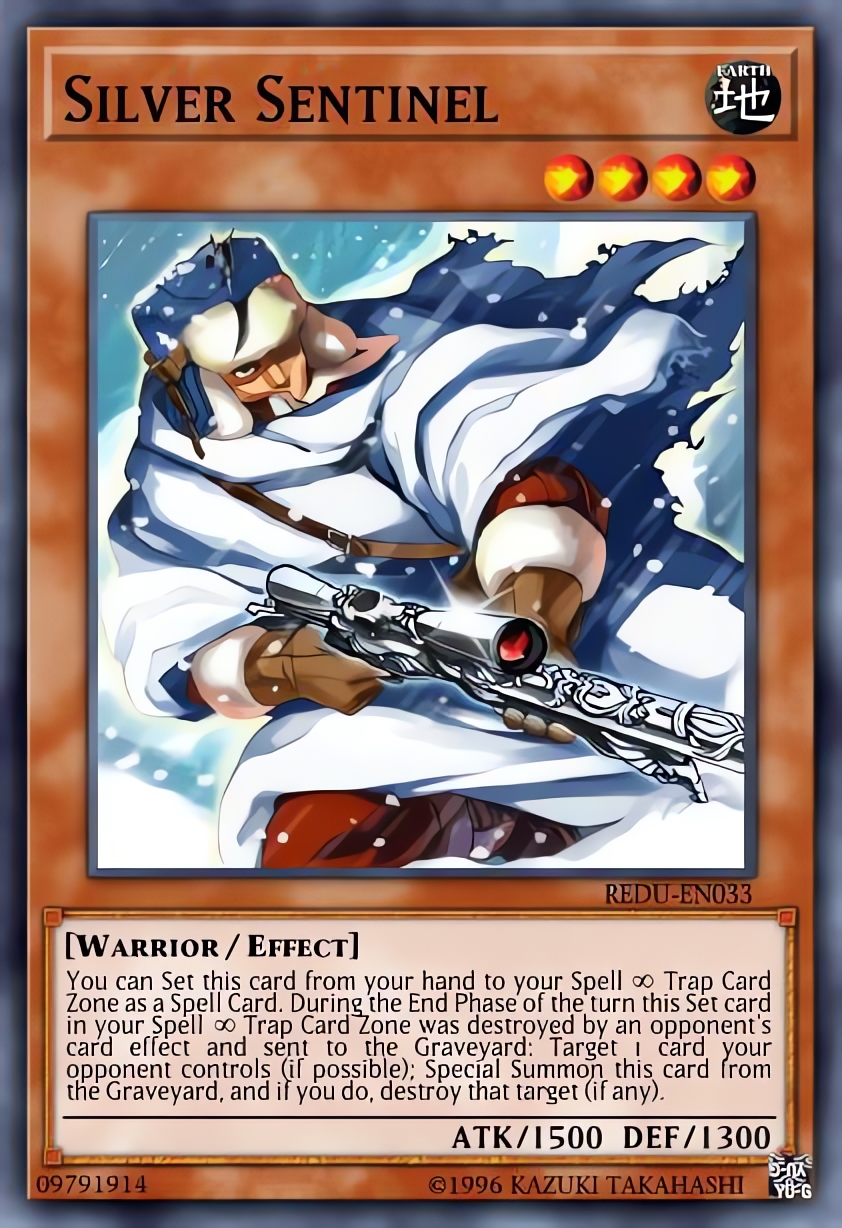 SILVER SENTINEL
EARTH
地
REDU-EN033
[WARRIOR / EFFECT]
You can Set this card from your hand to your Spell ∞ Trap Card
Zone as a Spell Card. During the End Phase of the turn this Set card
in your Spell ∞ Trap Card Zone was destroyed by an opponent's
card effect and sent to the Graveyard: Target 1 card your
opponent controls (if possible); Special Summon this card from
the Graveyard, and if you do, destroy that target (if any).
ATK/1500 DEF/1300
09791914
©1996 KAZUKI TAKAHASHI